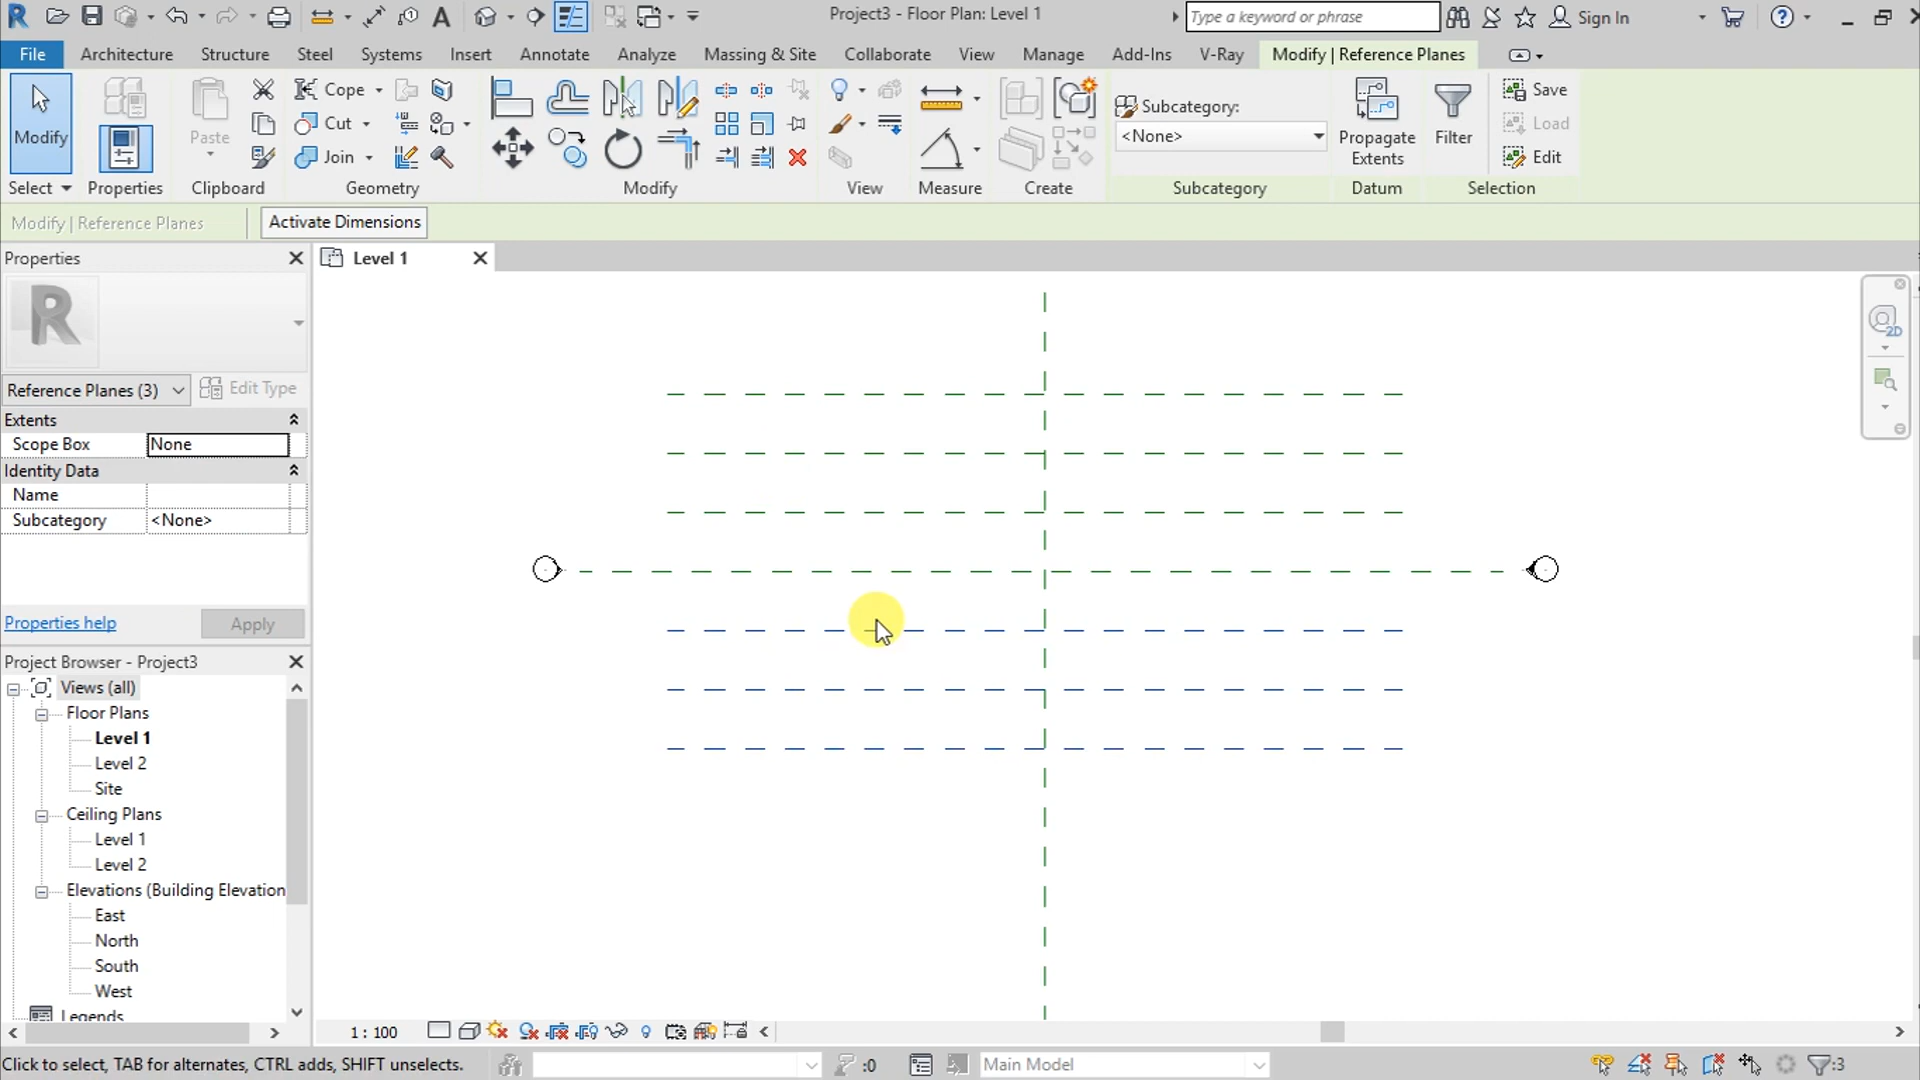 Project3 - Floor Plan: Level 1
Type a keyword or phrase
Sign In
File
Architecture
Structure
Steel
Systems
Insert
Annotate
Analyze
Massing & Site
Collaborate
View
Manage
Add-Ins
V-Ray
Modify | Reference Planes
Modify
Select
Properties
Paste
Clipboard
Cope
Cut
Join
Geometry
Modify
View
Measure
Create
Subcategory:
<None>
Subcategory
Propagate
Extents
Datum
Filter
Save
Load
Edit
Selection
Modify | Reference Planes
Activate Dimensions
Properties
Level 1
R
Reference Planes (3)
Edit Type
Extents
Scope Box
None
Identity Data
Name
Subcategory
<None>
Properties help
Apply
2D
Project Browser - Project3
Views (all)
Floor Plans
Level 1
Level 2
Site
Ceiling Plans
Level 1
Level 2
Elevations (Building Elevation
East
North
South
West
Legends
1 : 100
Click to select, TAB for alternates, CTRL adds, SHIFT unselects.
:0
Main Model
:3